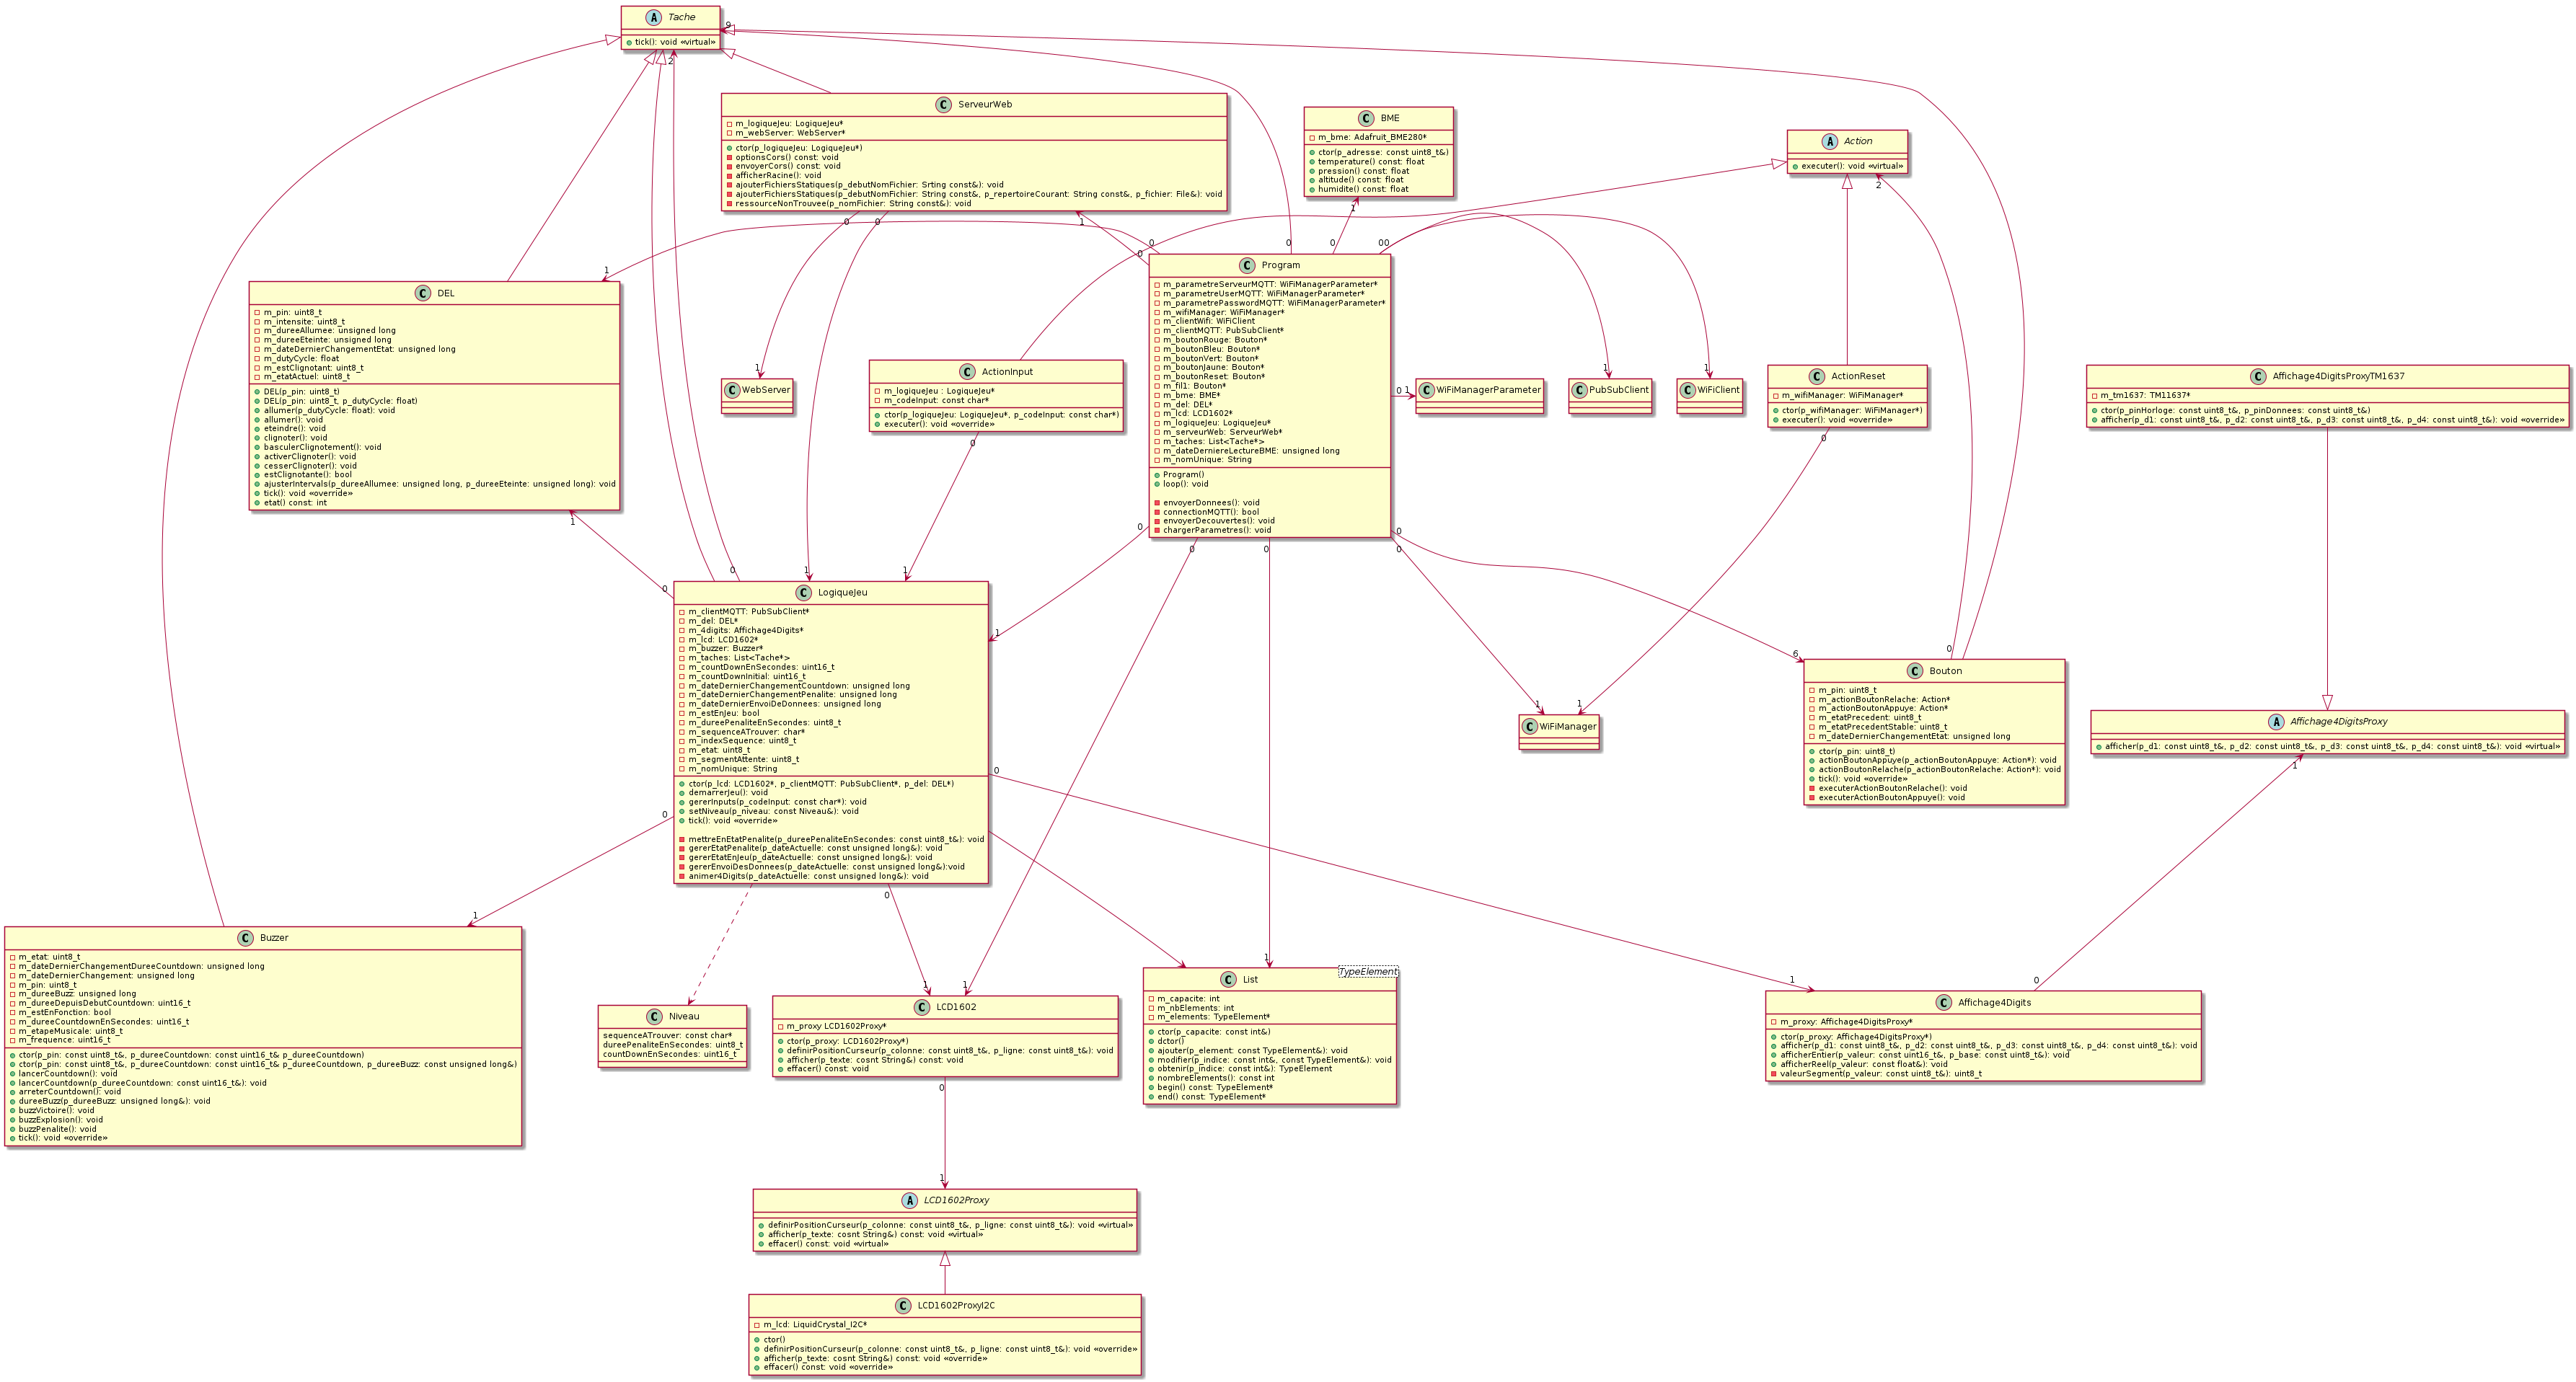 A Tache
tick(): void «virtual»
9
2
C ServeurWeb
m_logiqueJeu: LogiqueJeu*
m_webServer: WebServer*
ctor(p_logiqueJeu: LogiqueJeu*)
optionsCors() const: void
envoyerCors() const: void
afficherRacine(): void
ajouterFichiersStatiques(p_debutNomFichier: Srting const&): void
ajouterFichiersStatiques(p_debutNomFichier: String const&, p_repertoireCourant: String const&, p_fichier: File&): void
ressourceNonTrouvee(p_nomFichier: String const&): void
0
0
1
C BME
m_bme: Adafruit_BME280*
ctor(p_adresse: const uint8_t&)
temperature() const: float
pression() const: float
altitude() const: float
humidite() const: float
1
A Action
executer(): void «virtual»
2
0
0
0
0
00
1
C DEL
m_pin: uint8_t
m_intensite: uint8_t
m_dureeAllumee: unsigned long
m_dureeEteinte: unsigned long
m_dateDernierChangementEtat: unsigned long
m_dutyCycle: float
m_estClignotant: uint8_t
m_etatActuel: uint8_t
DEL(p_pin: uint8_t)
DEL(p_pin: uint8_t, p_dutyCycle: float)
allumer(p_dutyCycle: float): void
allumer(): void
eteindre(): void
clignoter(): void
basculerClignotement(): void
activerClignoter(): void
cesserClignoter(): void
estClignotante(): bool
ajusterIntervals(p_dureeAllumee: unsigned long, p_dureeEteinte: unsigned long): void
tick(): void «override»
etat() const: int
1
1
C WebServer
C ActionInput
m_logiqueJeu : LogiqueJeu*
m_codeInput: const char*
ctor(p_logiqueJeu: LogiqueJeu*, p_codeInput: const char*)
executer(): void «override»
0
C Program
m_parametreServeurMQTT: WiFiManagerParameter*
m_parametreUserMQTT: WiFiManagerParameter*
m_parametrePasswordMQTT: WiFiManagerParameter*
m_wifiManager: WiFiManager*
m_clientWifi: WiFiClient
m_clientMQTT: PubSubClient*
m_boutonRouge: Bouton*
m_boutonBleu: Bouton*
m_boutonVert: Bouton*
m_boutonJaune: Bouton*
m_boutonReset: Bouton*
m_fil1: Bouton*
m_bme: BME*
m_del: DEL*
m_lcd: LCD1602*
m_logiqueJeu: LogiqueJeu*
m_serveurWeb: ServeurWeb*
m_taches: List<Tache*>
m_dateDerniereLectureBME: unsigned long
m_nomUnique: String
Program()
loop(): void
envoyerDonnees(): void
connectionMQTT(): bool
envoyerDecouvertes(): void
chargerParametres(): void
0 1
0
0
0
0
0
C WiFiManagerParameter
1
C PubSubClient
1
C WiFiClient
C ActionReset
m_wifiManager: WiFiManager*
ctor(p_wifiManager: WiFiManager*)
executer(): void «override»
0
C Affichage4DigitsProxyTM1637
m_tm1637: TM11637*
ctor(p_pinHorloge: const uint8_t&, p_pinDonnees: const uint8_t&)
afficher(p_d1: const uint8_t&, p_d2: const uint8_t&, p_d3: const uint8_t&, p_d4: const uint8_t&): void «override»
0
0
1
1
1
C LogiqueJeu
m_clientMQTT: PubSubClient*
m_del: DEL*
m_4digits: Affichage4Digits*
m_lcd: LCD1602*
m_buzzer: Buzzer*
m_taches: List<Tache*>
m_countDownEnSecondes: uint16_t
m_countDownInitial: uint16_t
m_dateDernierChangementCountdown: unsigned long
m_dateDernierChangementPenalite: unsigned long
m_dateDernierEnvoiDeDonnees: unsigned long
m_estEnJeu: bool
m_dureePenaliteEnSecondes: uint8_t
m_sequenceATrouver: char*
m_indexSequence: uint8_t
m_etat: uint8_t
m_segmentAttente: uint8_t
m_nomUnique: String
ctor(p_lcd: LCD1602*, p_clientMQTT: PubSubClient*, p_del: DEL*)
demarrerJeu(): void
gererInputs(p_codeInput: const char*): void
setNiveau(p_niveau: const Niveau&): void
tick(): void «override»
mettreEnEtatPenalite(p_dureePenaliteEnSecondes: const uint8_t&): void
gererEtatPenalite(p_dateActuelle: const unsigned long&): void
gererEtatEnJeu(p_dateActuelle: const unsigned long&): void
gererEnvoiDesDonnees(p_dateActuelle: const unsigned long&):void
animer4Digits(p_dateActuelle: const unsigned long&): void
0
0
0
1
1
C WiFiManager
0
6
C Bouton
m_pin: uint8_t
m_actionBoutonRelache: Action*
m_actionBoutonAppuye: Action*
m_etatPrecedent: uint8_t
m_etatPrecedentStable: uint8_t
m_dateDernierChangementEtat: unsigned long
ctor(p_pin: uint8_t)
actionBoutonAppuye(p_actionBoutonAppuye: Action*): void
actionBoutonRelache(p_actionBoutonRelache: Action*): void
tick(): void «override»
executerActionBoutonRelache(): void
executerActionBoutonAppuye(): void
A Affichage4DigitsProxy
afficher(p_d1: const uint8_t&, p_d2: const uint8_t&, p_d3: const uint8_t&, p_d4: const uint8_t&): void «virtual»
1
1
C Buzzer
m_etat: uint8_t
m_dateDernierChangementDureeCountdown: unsigned long
m_dateDernierChangement: unsigned long
m_pin: uint8_t
m_dureeBuzz: unsigned long
m_dureeDepuisDebutCountdown: uint16_t
m_estEnFonction: bool
m_dureeCountdownEnSecondes: uint16_t
m_etapeMusicale: uint8_t
m_frequence: uint16_t
ctor(p_pin: const uint8_t&, p_dureeCountdown: const uint16_t& p_dureeCountdown)
ctor(p_pin: const uint8_t&, p_dureeCountdown: const uint16_t& p_dureeCountdown, p_dureeBuzz: const unsigned long&)
lancerCountdown(): void
lancerCountdown(p_dureeCountdown: const uint16_t&): void
arreterCountdown(): void
dureeBuzz(p_dureeBuzz: unsigned long&): void
buzzVictoire(): void
buzzExplosion(): void
buzzPenalite(): void
tick(): void «override»
C Niveau
sequenceATrouver: const char*
dureePenaliteEnSecondes: uint8_t
countDownEnSecondes: uint16_t
1
1
C LCD1602
m_proxy LCD1602Proxy*
ctor(p_proxy: LCD1602Proxy*)
definirPositionCurseur(p_colonne: const uint8_t&, p_ligne: const uint8_t&): void
afficher(p_texte: cosnt String&) const: void
effacer() const: void
0
1
C List
TypeElement
m_capacite: int
m_nbElements: int
m_elements: TypeElement*
ctor(p_capacite: const int&)
dctor()
ajouter(p_element: const TypeElement&): void
modifier(p_indice: const int&, const TypeElement&): void
obtenir(p_indice: const int&): TypeElement
nombreElements(): const int
begin() const: TypeElement*
end() const: TypeElement*
1
0
C Affichage4Digits
m_proxy: Affichage4DigitsProxy*
ctor(p_proxy: Affichage4DigitsProxy*)
afficher(p_d1: const uint8_t&, p_d2: const uint8_t&, p_d3: const uint8_t&, p_d4: const uint8_t&): void
afficherEntier(p_valeur: const uint16_t&, p_base: const uint8_t&): void
afficherReel(p_valeur: const float&): void
valeurSegment(p_valeur: const uint8_t&): uint8_t
1
A LCD1602Proxy
definirPositionCurseur(p_colonne: const uint8_t&, p_ligne: const uint8_t&): void «virtual»
afficher(p_texte: cosnt String&) const: void «virtual»
effacer() const: void «virtual»
C LCD1602ProxyI2C
m_lcd: LiquidCrystal_I2C*
ctor()
definirPositionCurseur(p_colonne: const uint8_t&, p_ligne: const uint8_t&): void «override»
afficher(p_texte: cosnt String&) const: void «override»
effacer() const: void «override»